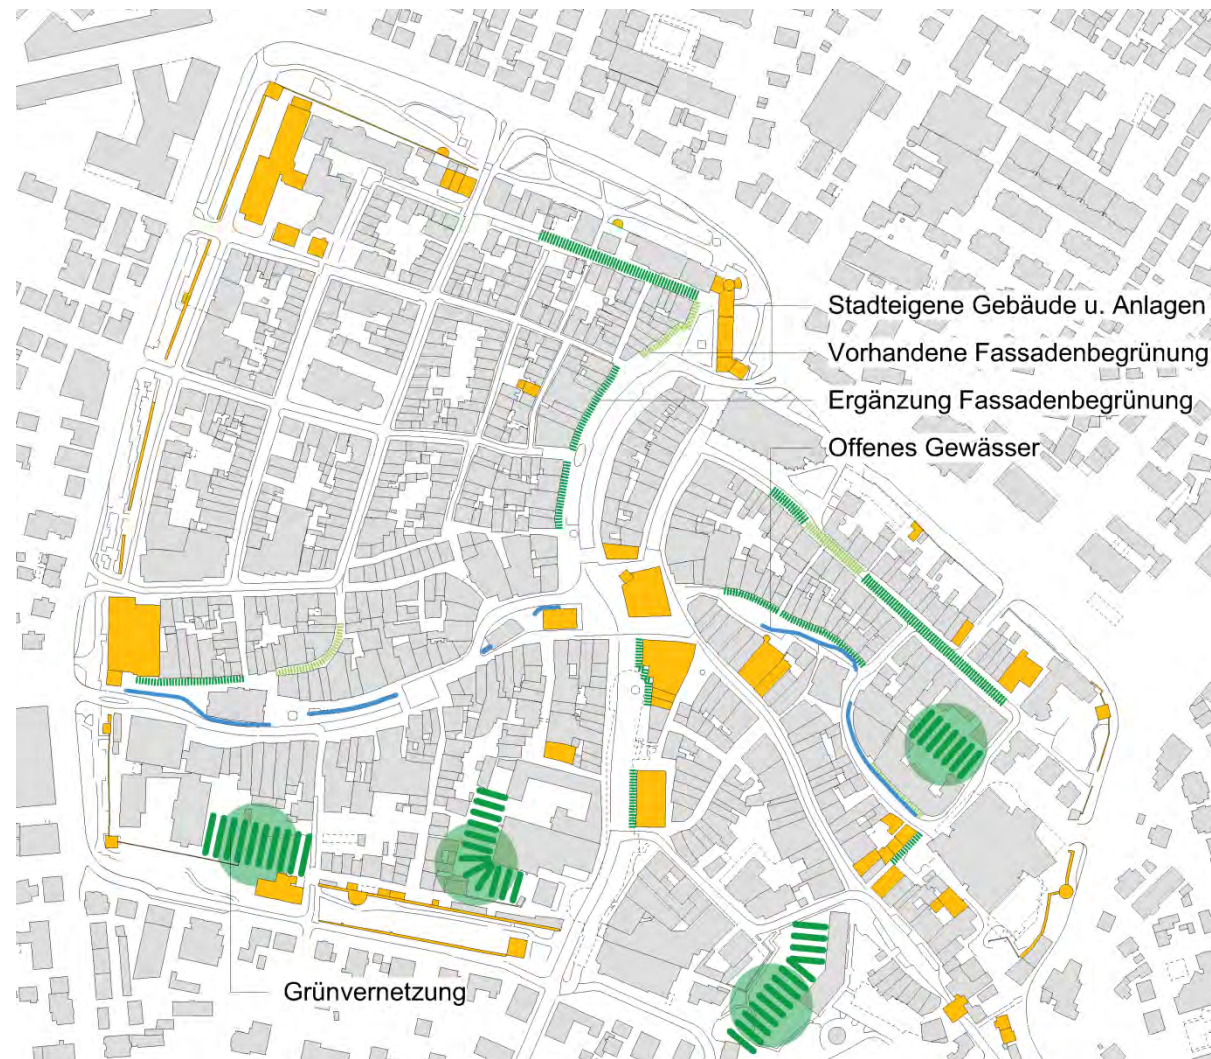 Stadteigene Gebäude u. Anlagen
Vorhandene Fassadenbegrünung
Ergänzung Fassadenbegrünung
Offenes Gewässer
Grünvernetzung